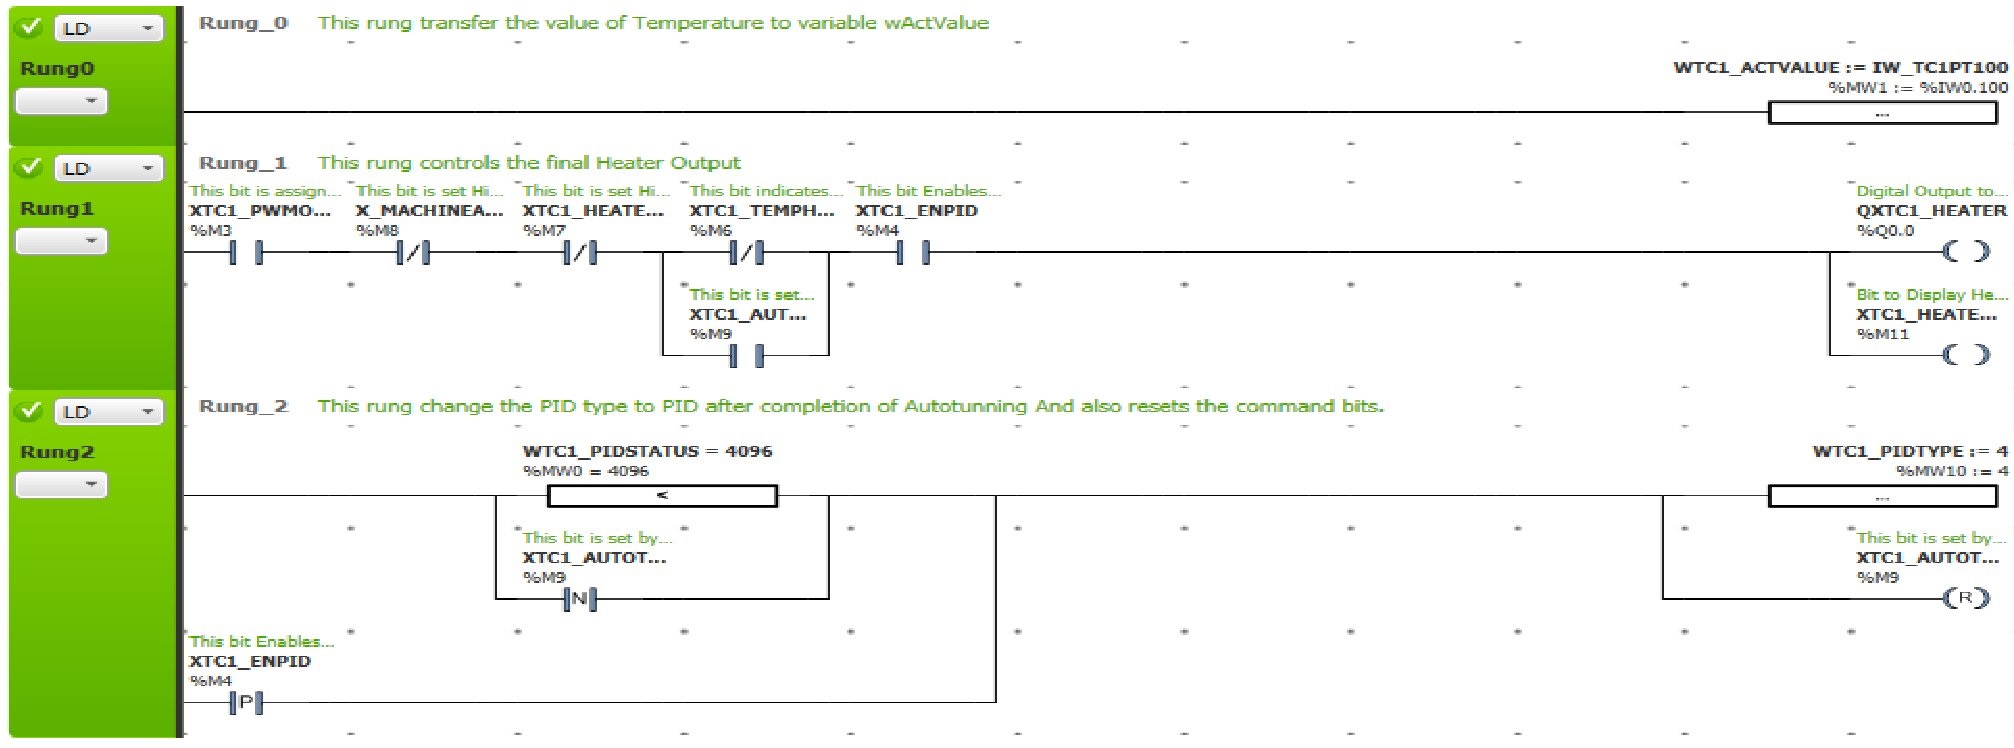 LD
Rung_0 This rung transfer the value of Temperature to variable wActValue
Rung0
WTC1_ACTVALUE := IW_TC1PT100
%MW1 := %IW0.100
...
LD
Rung_1 This rung controls the final Heater Output
Rung1
This bit is assign... This bit is set Hi... This bit is set Hi... This bit indicates... This bit Enables... Digital Output to...
XTC1_PWMO... X_MACHINEA... XTC1_HEATE... XTC1_TEMPH... XTC1_ENPID QXTC1_HEATER
%M3 %M8 %M7 %M6 %M4 %Q0.0
This bit is set... Bit to Display He...
XTC1_AUT... XTC1_HEATE...
%M9 %M11
LD
Rung_2 This rung change the PID type to PID after completion of Autotunning And also resets the command bits.
Rung2
WTC1_PIDSTATUS = 4096 WTC1_PIDTYPE := 4
%MW0 = 4096 %MW10 := 4
< ...
This bit is set by... This bit is set by...
XTC1_AUTOT... XTC1_AUTOT...
%M9 %M9
N R
This bit Enables...
XTC1_ENPID
%M4
P